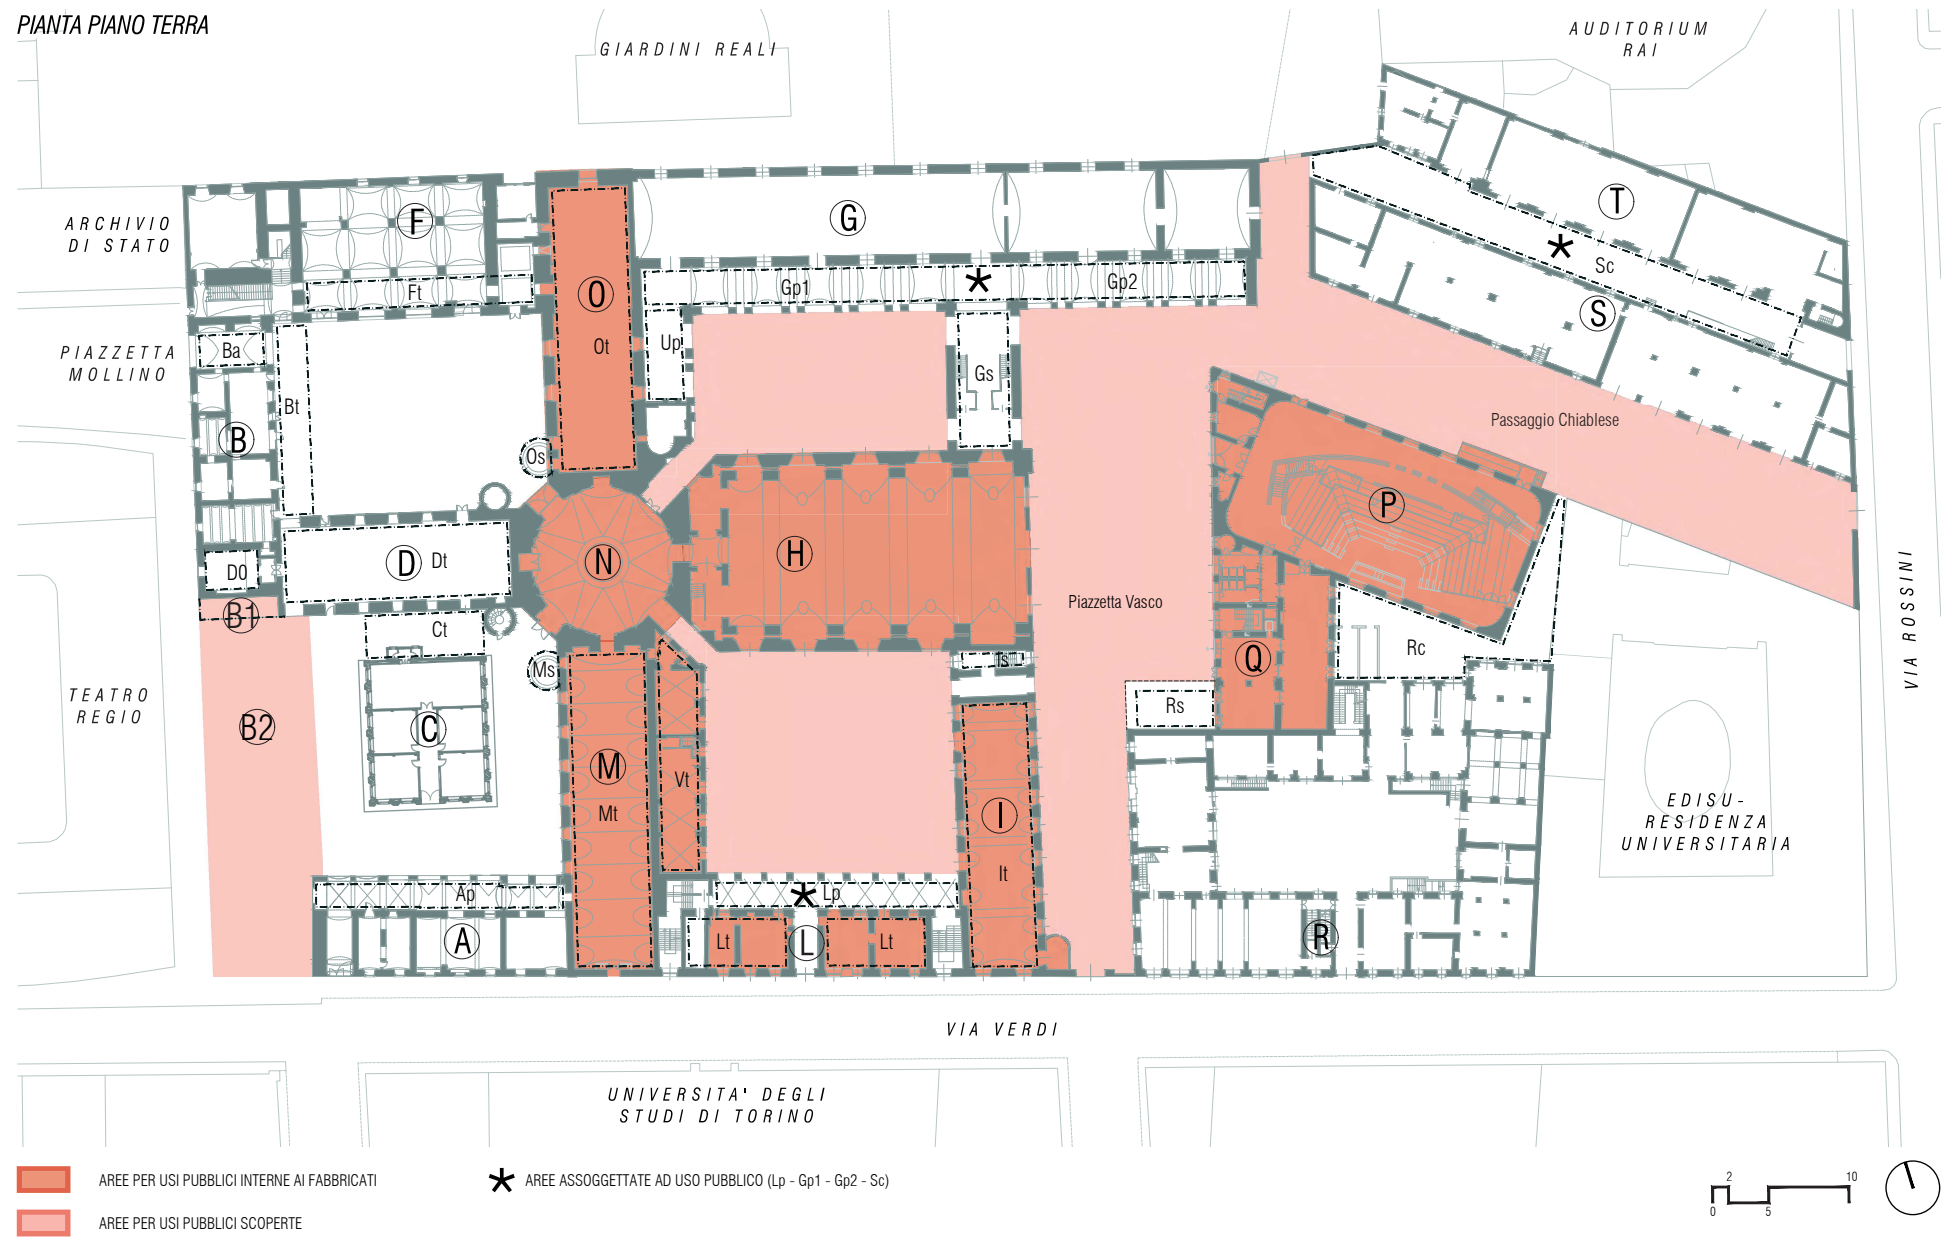 PIANTA PIANO TERRA
GIARDINI REALI
AUDITORIUM
RAI
ARCHIVIO
DI STATO
F
G
T
Ft
O
Gp1
Gp2
Sc
S
PIAZZETTA
MOLLINO
Ba
Ot
Up
Gs
Bt
B
Os
Passaggio Chiablese
P
D0
D
Dt
N
H
B1
Ct
Piazzetta Vasco
Ms
Is
Q
Rc
VIA ROSSINI
TEATRO
REGIO
B2
C
M
Mt
Vt
Rs
I
It
EDISU-
RESIDENZA
UNIVERSITARIA
Ap
Lp
A
Lt
L
Lt
R
VIA VERDI
UNIVERSITA' DEGLI
STUDI DI TORINO
AREE PER USI PUBBLICI INTERNE AI FABBRICATI
AREE ASSOGGETTATE AD USO PUBBLICO (Lp - Gp1 - Gp2 - Sc)
AREE PER USI PUBBLICI SCOPERTE
2
10
0
5